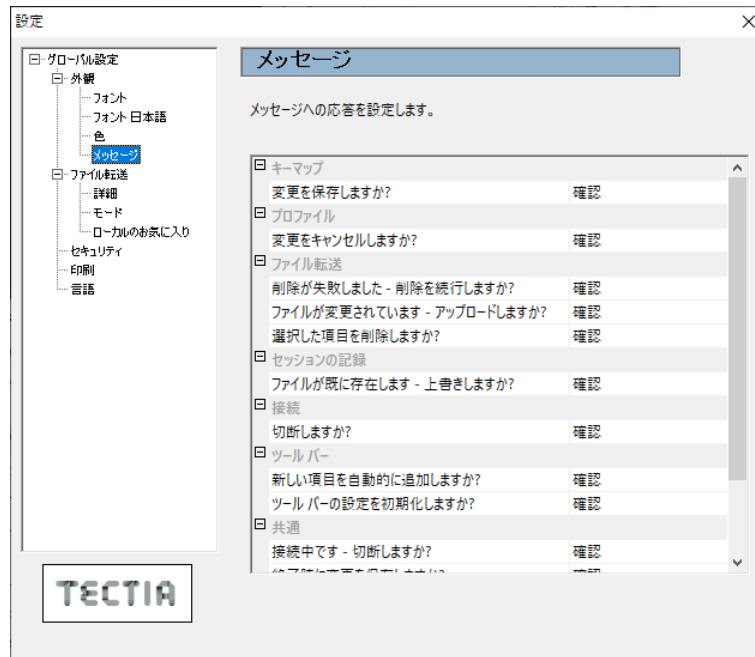 設定
グローバル設定
外観
フォント
フォント 日本語
色
メッセージ
ファイル転送
詳細
モード
ローカルのお気に入り
セキュリティ
印刷
言語
TECTIA
メッセージ
メッセージへの応答を設定します。
キーマップ
変更を保存しますか? 確認
プロファイル
変更をキャンセルしますか? 確認
ファイル転送
削除が失敗しました - 削除を続行しますか? 確認
ファイルが変更されています - アップロードしますか? 確認
選択した項目を削除しますか? 確認
セッションの記録
ファイルが既に存在します - 上書きしますか? 確認
接続
切断しますか? 確認
ツール バー
新しい項目を自動的に追加しますか? 確認
ツール バーの設定を初期化しますか? 確認
共通
接続中です - 切断しますか? 確認